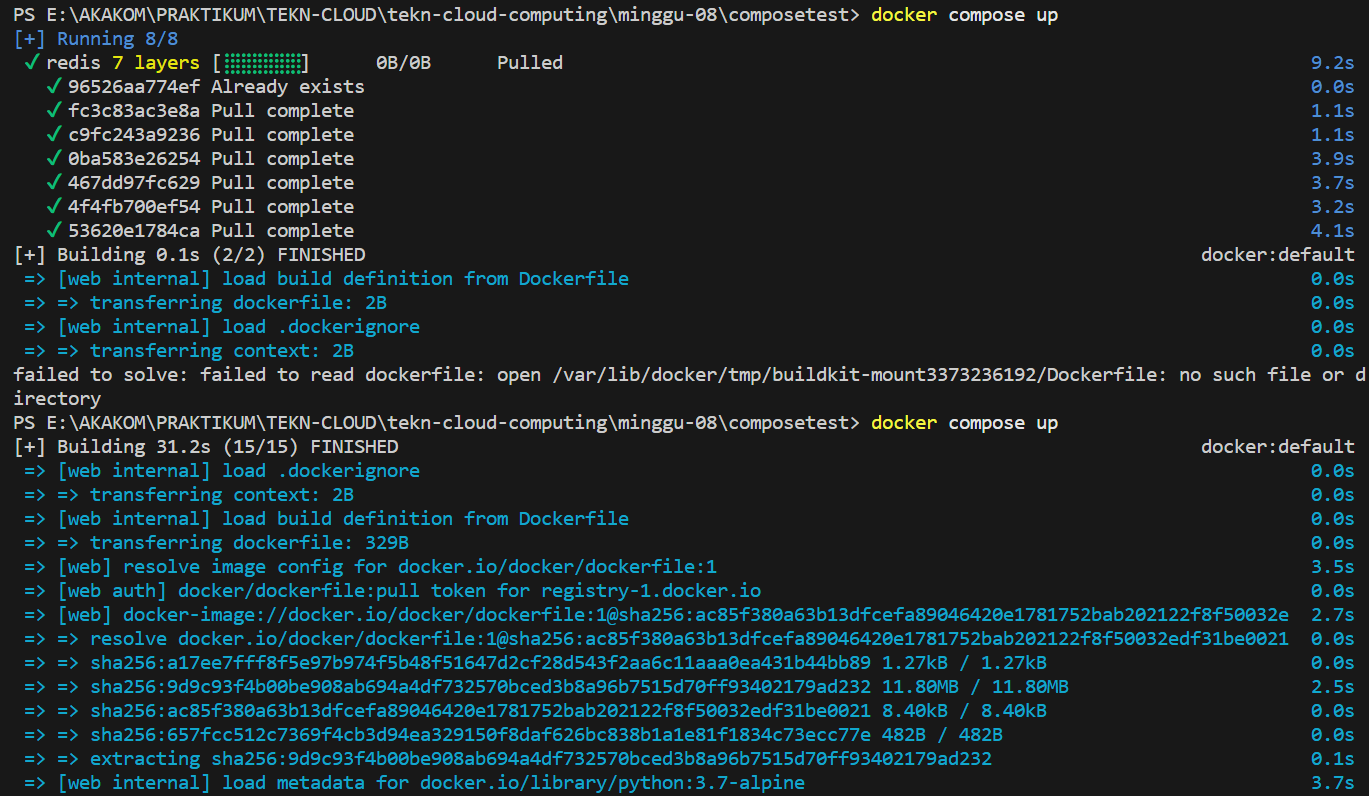 PS E:\AKAKOM\PRAKTIKUM\TEKN-CLOUD\tekn-cloud-computing\minggu-08\composetest> docker compose up
[+] Running 8/8
✓ redis 7 layers [⣿⣿⣿⣿⣿⣿⣿] 0B/0B Pulled 9.2s
✓ 96526aa774ef Already exists 0.0s
✓ fc3c83ac3e8a Pull complete 1.1s
✓ c9fc243a9236 Pull complete 1.1s
✓ 0ba583e26254 Pull complete 3.9s
✓ 467dd97fc629 Pull complete 3.7s
✓ 4f4fb700ef54 Pull complete 3.2s
✓ 53620e1784ca Pull complete 4.1s
[+] Building 0.1s (2/2) FINISHED docker:default
=> [web internal] load build definition from Dockerfile 0.0s
=> => transferring dockerfile: 2B 0.0s
=> [web internal] load .dockerignore 0.0s
=> => transferring context: 2B 0.0s
failed to solve: failed to read dockerfile: open /var/lib/docker/tmp/buildkit-mount3373236192/Dockerfile: no such file or d
irectory
PS E:\AKAKOM\PRAKTIKUM\TEKN-CLOUD\tekn-cloud-computing\minggu-08\composetest> docker compose up
[+] Building 31.2s (15/15) FINISHED docker:default
=> [web internal] load .dockerignore 0.0s
=> => transferring context: 2B 0.0s
=> [web internal] load build definition from Dockerfile 0.0s
=> => transferring dockerfile: 329B 0.0s
=> [web] resolve image config for docker.io/docker/dockerfile:1 3.5s
=> [web auth] docker/dockerfile:pull token for registry-1.docker.io 0.0s
=> [web] docker-image://docker.io/docker/dockerfile:1@sha256:ac85f380a63b13dfcefa89046420e1781752bab202122f8f50032e 2.7s
=> => resolve docker.io/docker/dockerfile:1@sha256:ac85f380a63b13dfcefa89046420e1781752bab202122f8f50032edf31be0021 0.0s
=> => sha256:a17ee7fff8f5e97b974f5b48f51647d2cf28d543f2aa6c11aaa0ea431b44bb89 1.27kB / 1.27kB 0.0s
=> => sha256:9d9c93f4b00be908ab694a4df732570bced3b8a96b7515d70ff93402179ad232 11.80MB / 11.80MB 2.5s
=> => sha256:ac85f380a63b13dfcefa89046420e1781752bab202122f8f50032edf31be0021 8.40kB / 8.40kB 0.0s
=> => sha256:657fcc512c7369f4cb3d94ea329150f8daf626bc838b1a1e81f1834c73ecc77e 482B / 482B 0.0s
=> => extracting sha256:9d9c93f4b00be908ab694a4df732570bced3b8a96b7515d70ff93402179ad232 0.1s
=> [web internal] load metadata for docker.io/library/python:3.7-alpine 3.7s